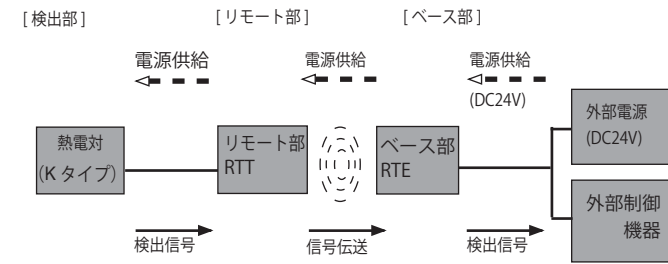 [ 検出部 ]
[ リモート部 ]
[ ベース部 ]
電源供給
電源供給
電源供給
(DC24V)
熱電対
(K タイプ)
リモート部
RTT
ベース部
RTE
外部電源
(DC24V)
外部制御
機器
検出信号
信号伝送
検出信号